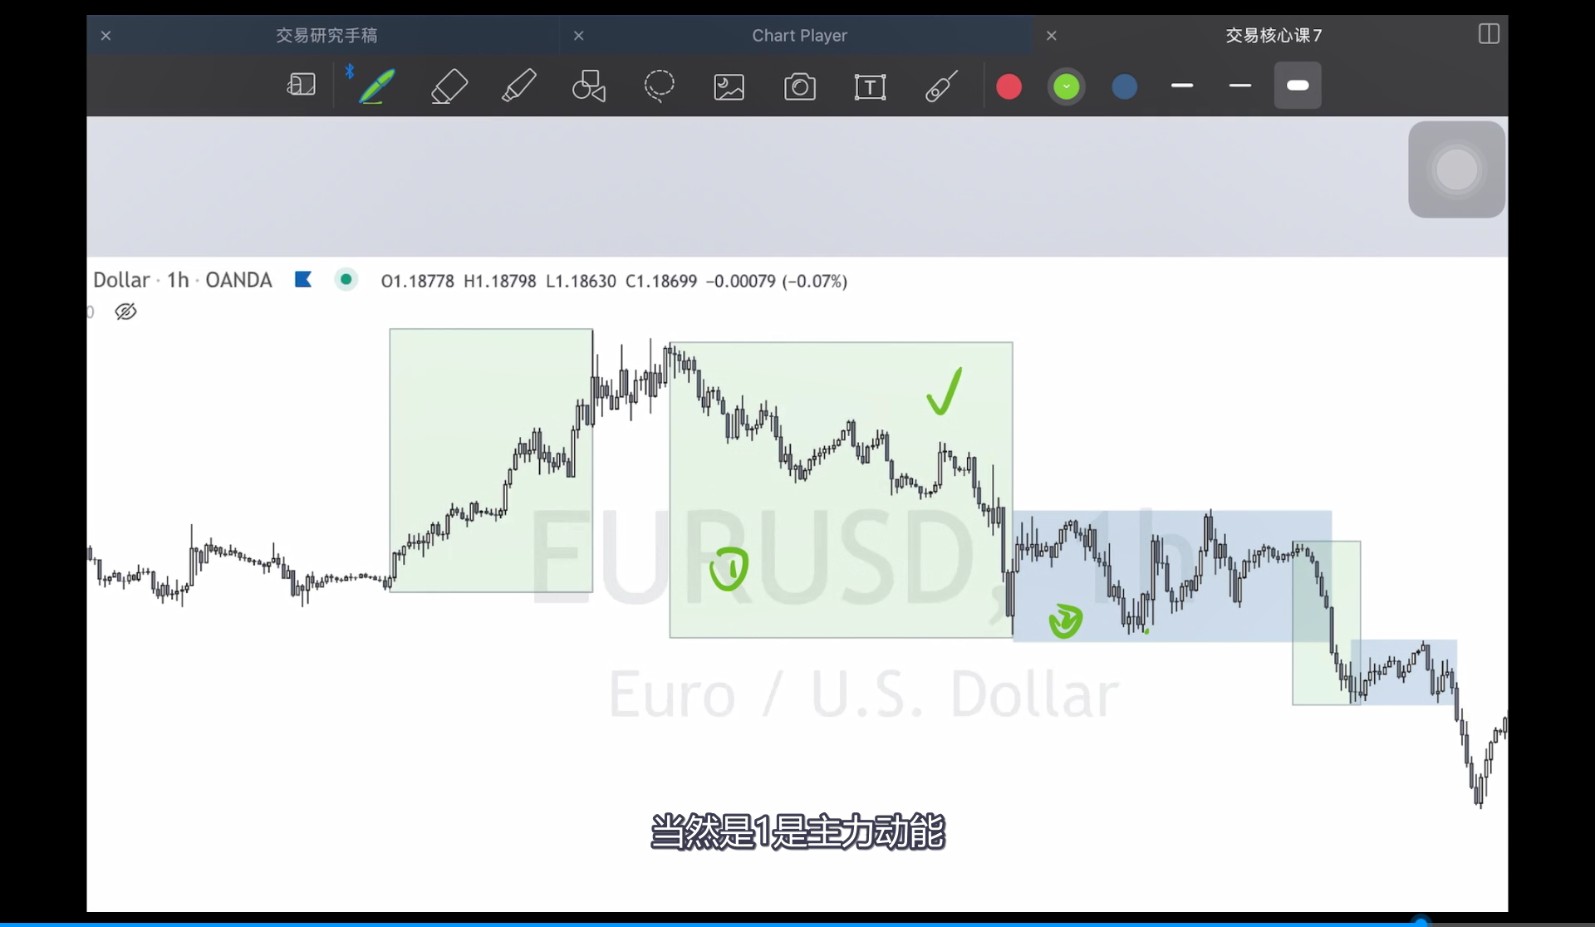 交易研究手稿
Chart Player
交易核心课7
T
Dollar · 1h · OANDA
O1.18778 H1.18798 L1.18630 C1.18699 −0.00079 (−0.07%)
0
EURUSD, 1h
1
2
Euro / U.S. Dollar
当然是1是主力动能